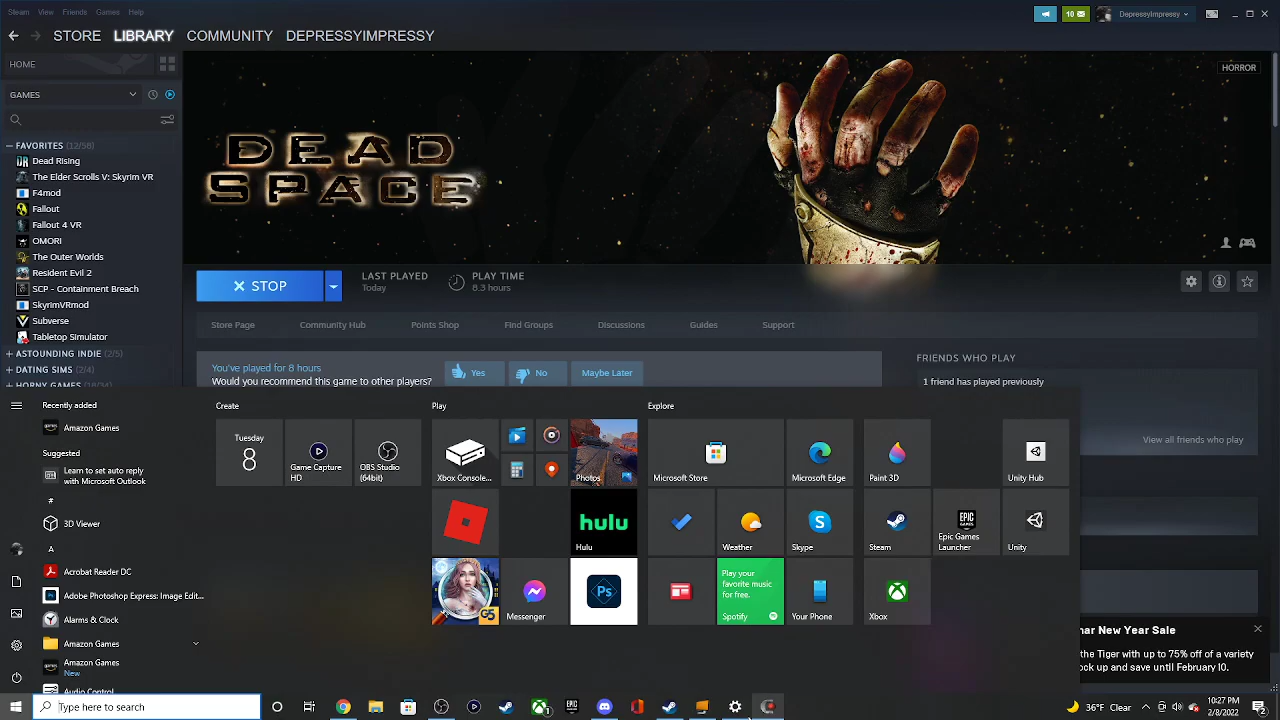 Steam View Friends Games Help
10 DepressyImpressy
STORE LIBRARY COMMUNITY DEPRESSYIMPRESSY
HOME
HORROR
GAMES
DEAD
SPACE
FAVORITES (12/58)
Dead Rising
The Elder Scrolls V: Skyrim VR
F4mod
Fallout
Fallout 4 VR
OMORI
The Outer Worlds
Resident Evil 2
SCP - Containment Breach
SkyrimVRmod
Subverse
Tabletop Simulator
ASTOUNDING INDIE (2/5)
DATING SIMS (2/4)
HORNY GAMES
STOP
LAST PLAYED
Today
PLAY TIME
8.3 hours
Store Page Community Hub Points Shop Find Groups Discussions Guides Support
You've played for 8 hours
Would you recommend this game to other players?
Yes No Maybe Later
FRIENDS WHO PLAY
1 friend has played previously
View all friends who play
Recently added
Amazon Games
Suggested
Learn to set auto reply
with Microsoft Outlook
#
3D Viewer
A
Acrobat Reader DC
Adobe Photoshop Express: Image Edit...
Alarms & Clock
Amazon Games
Amazon Games
New
Audio Control
Create
Tuesday
8
Game Capture
HD
OBS Studio
(64bit)
Play
Xbox Console...
Photos
hulu
Hulu
Messenger
G5
Ps
Explore
Microsoft Store
Microsoft Edge
Paint 3D
Unity Hub
Weather
Skype
Steam
EPIC
GAMES
Epic Games
Launcher
Unity
Play your
favorite music
for free.
Spotify
Your Phone
Xbox
nar New Year Sale
the Tiger with up to 75% off of a variety
ock up and save until February 10.
Type here to search
36°F Clear
10:27 PM
2/8/2022
2